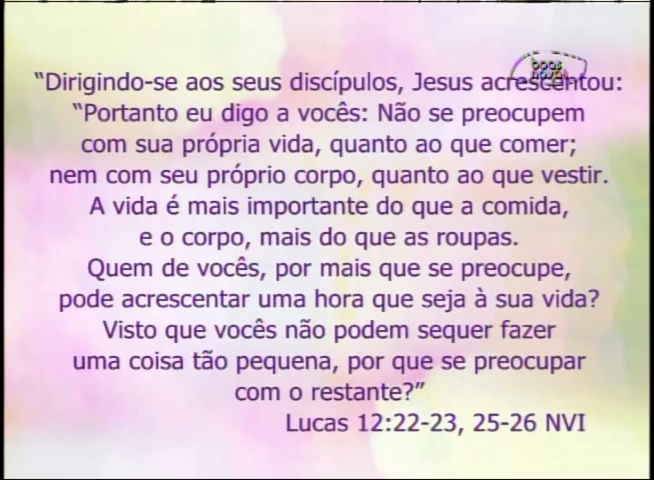 boas
novas
“Dirigindo-se aos seus discípulos, Jesus acrescentou:
“Portanto eu digo a vocês: Não se preocupem
com sua própria vida, quanto ao que comer;
nem com seu próprio corpo, quanto ao que vestir.
A vida é mais importante do que a comida,
e o corpo, mais do que as roupas.
Quem de vocês, por mais que se preocupe,
pode acrescentar uma hora que seja à sua vida?
Visto que vocês não podem sequer fazer
uma coisa tão pequena, por que se preocupar
com o restante?”
Lucas 12:22-23, 25-26 NVI